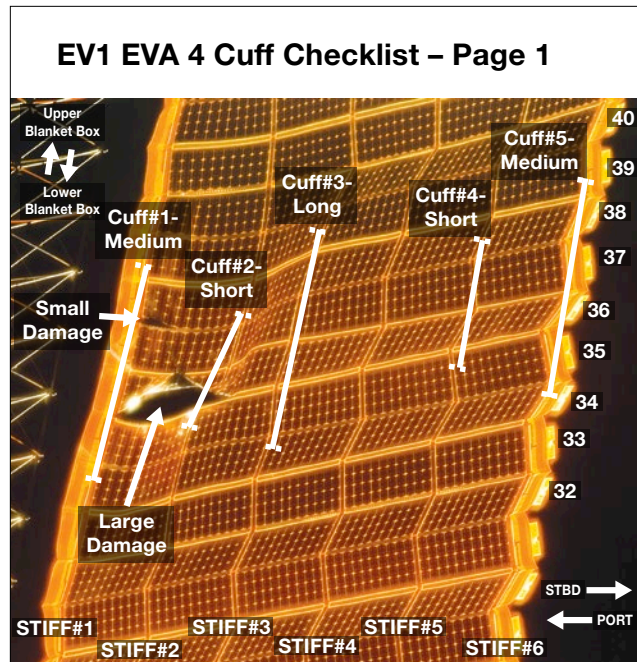 EV1 EVA 4 Cuff Checklist – Page 1
Upper
Blanket Box
Lower
Blanket Box
Cuff#1-
Medium
Cuff#2-
Short
Cuff#3-
Long
Cuff#4-
Short
Cuff#5-
Medium
40
39
38
37
36
35
34
33
32
Small
Damage
Large
Damage
STBD
PORT
STIFF#1
STIFF#2
STIFF#3
STIFF#4
STIFF#5
STIFF#6